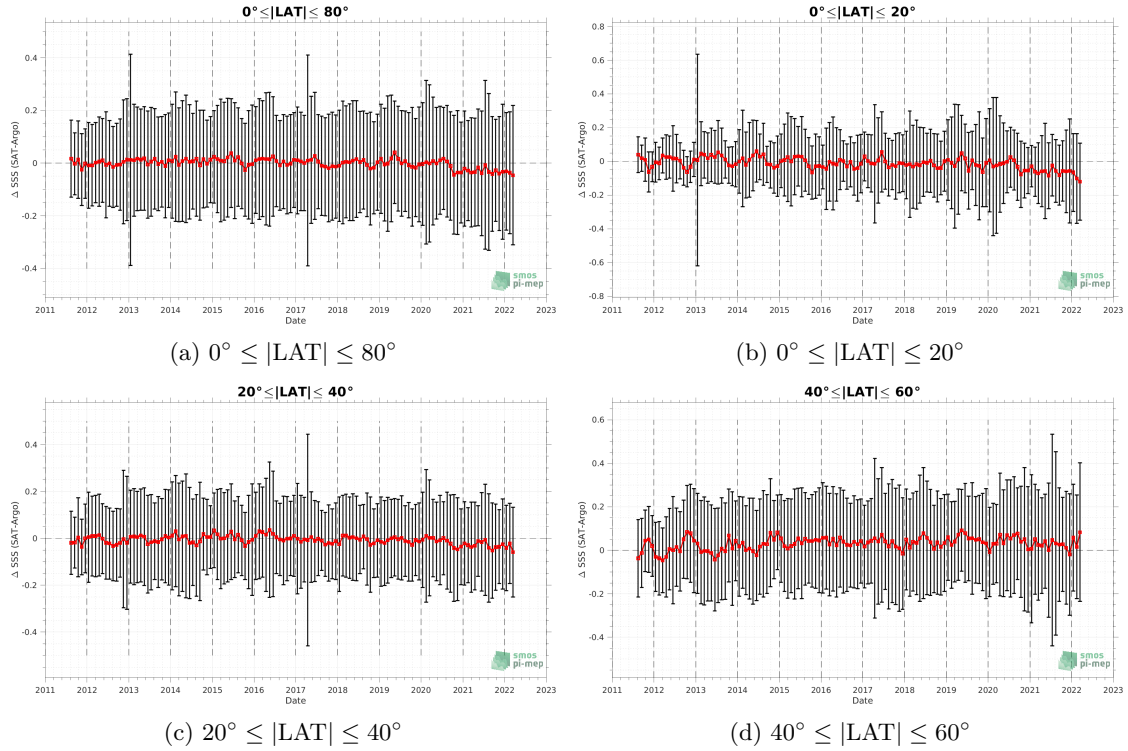 0°≤|LAT|≤ 80°
0.4
0.2
0
-0.2
-0.4
Δ SSS (SAT-Argo)
2011 2012 2013 2014 2015 2016 2017 2018 2019 2020 2021 2022 2023
Date
smos
pi-mep
(a) 0° ≤ |LAT| ≤ 80°
0°≤|LAT|≤ 20°
0.8
0.6
0.4
0.2
0
-0.2
-0.4
-0.6
-0.8
Δ SSS (SAT-Argo)
2011 2012 2013 2014 2015 2016 2017 2018 2019 2020 2021 2022 2023
Date
smos
pi-mep
(b) 0° ≤ |LAT| ≤ 20°
20°≤|LAT|≤ 40°
0.4
0.2
0
-0.2
-0.4
Δ SSS (SAT-Argo)
2011 2012 2013 2014 2015 2016 2017 2018 2019 2020 2021 2022 2023
Date
smos
pi-mep
(c) 20° ≤ |LAT| ≤ 40°
40°≤|LAT|≤ 60°
0.6
0.4
0.2
0
-0.2
-0.4
Δ SSS (SAT-Argo)
2011 2012 2013 2014 2015 2016 2017 2018 2019 2020 2021 2022 2023
Date
smos
pi-mep
(d) 40° ≤ |LAT| ≤ 60°